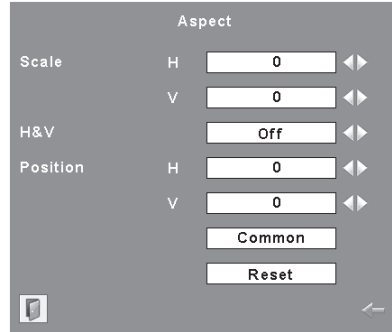 Aspect
Scale H 0
V 0
H&V Off
Position H 0
V 0
Common
Reset